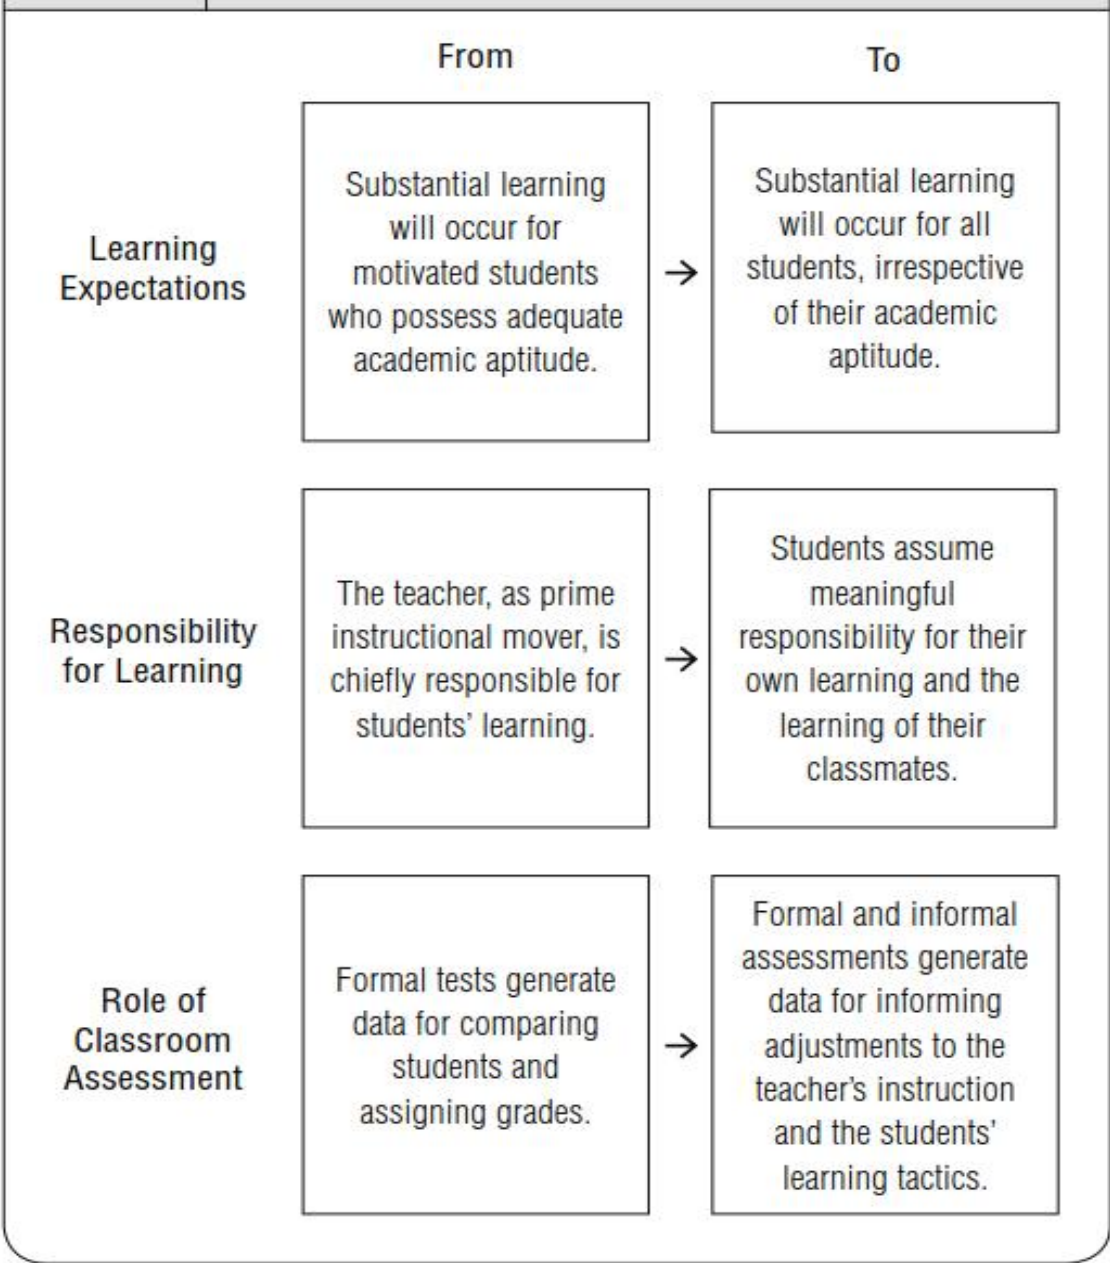 From
To
Learning
Expectations
Substantial learning
will occur for
motivated students
who possess adequate
academic aptitude.
→
Substantial learning
will occur for all
students, irrespective
of their academic
aptitude.
Responsibility
for Learning
The teacher, as prime
instructional mover, is
chiefly responsible for
students’ learning.
→
Students assume
meaningful
responsibility for their
own learning and the
learning of their
classmates.
Role of
Classroom
Assessment
Formal tests generate
data for comparing
students and
assigning grades.
→
Formal and informal
assessments generate
data for informing
adjustments to the
teacher’s instruction
and the students’
learning tactics.